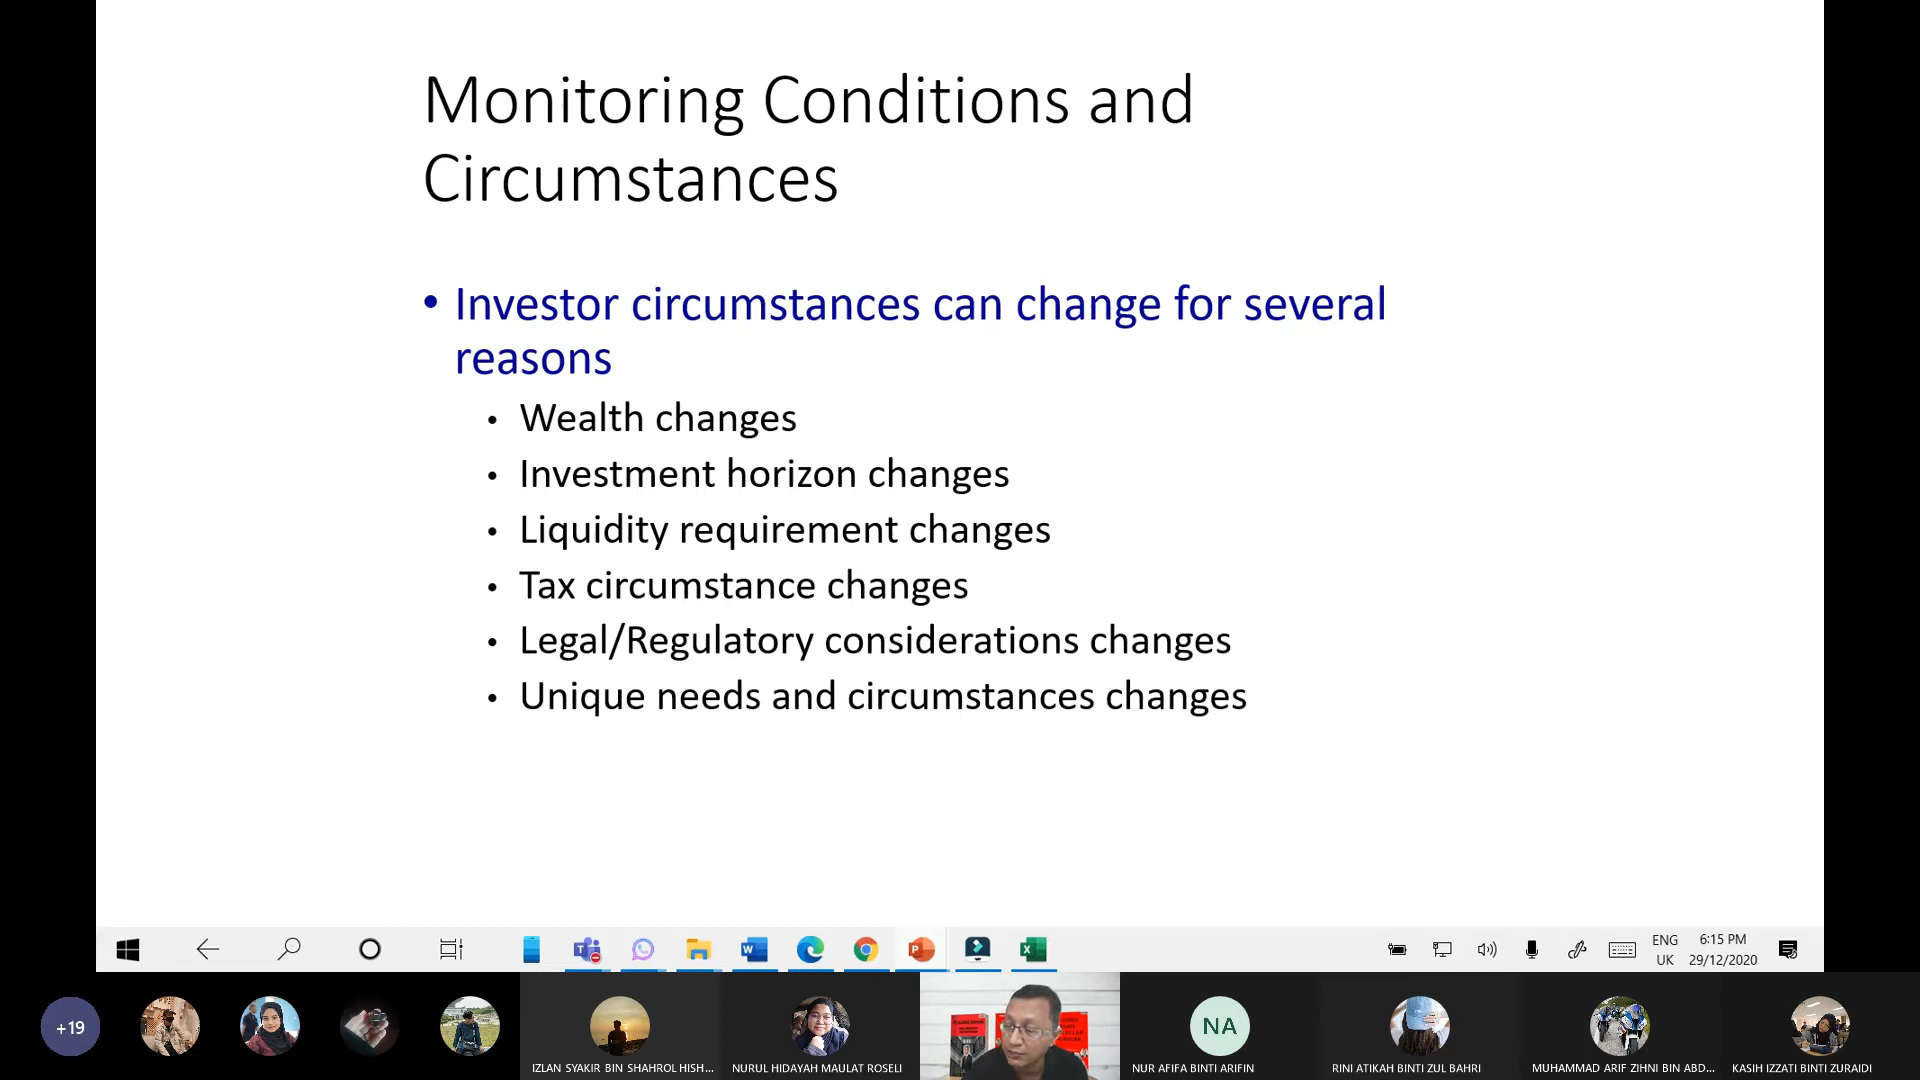 Monitoring Conditions and
Circumstances
• Investor circumstances can change for several
reasons
• Wealth changes
• Investment horizon changes
• Liquidity requirement changes
• Tax circumstance changes
• Legal/Regulatory considerations changes
• Unique needs and circumstances changes
ENG
UK
6:15 PM
29/12/2020
+19
IZLAN SYAKIR BIN SHAHROL HISH...
NURUL HIDAYAH MAULAT ROSELI
NA
NUR AFIFA BINTI ARIFIN
RINI ATIKAH BINTI ZUL BAHRI
MUHAMMAD ARIF ZIHNI BIN ABD...
KASIH IZZATI BINTI ZURAIDI